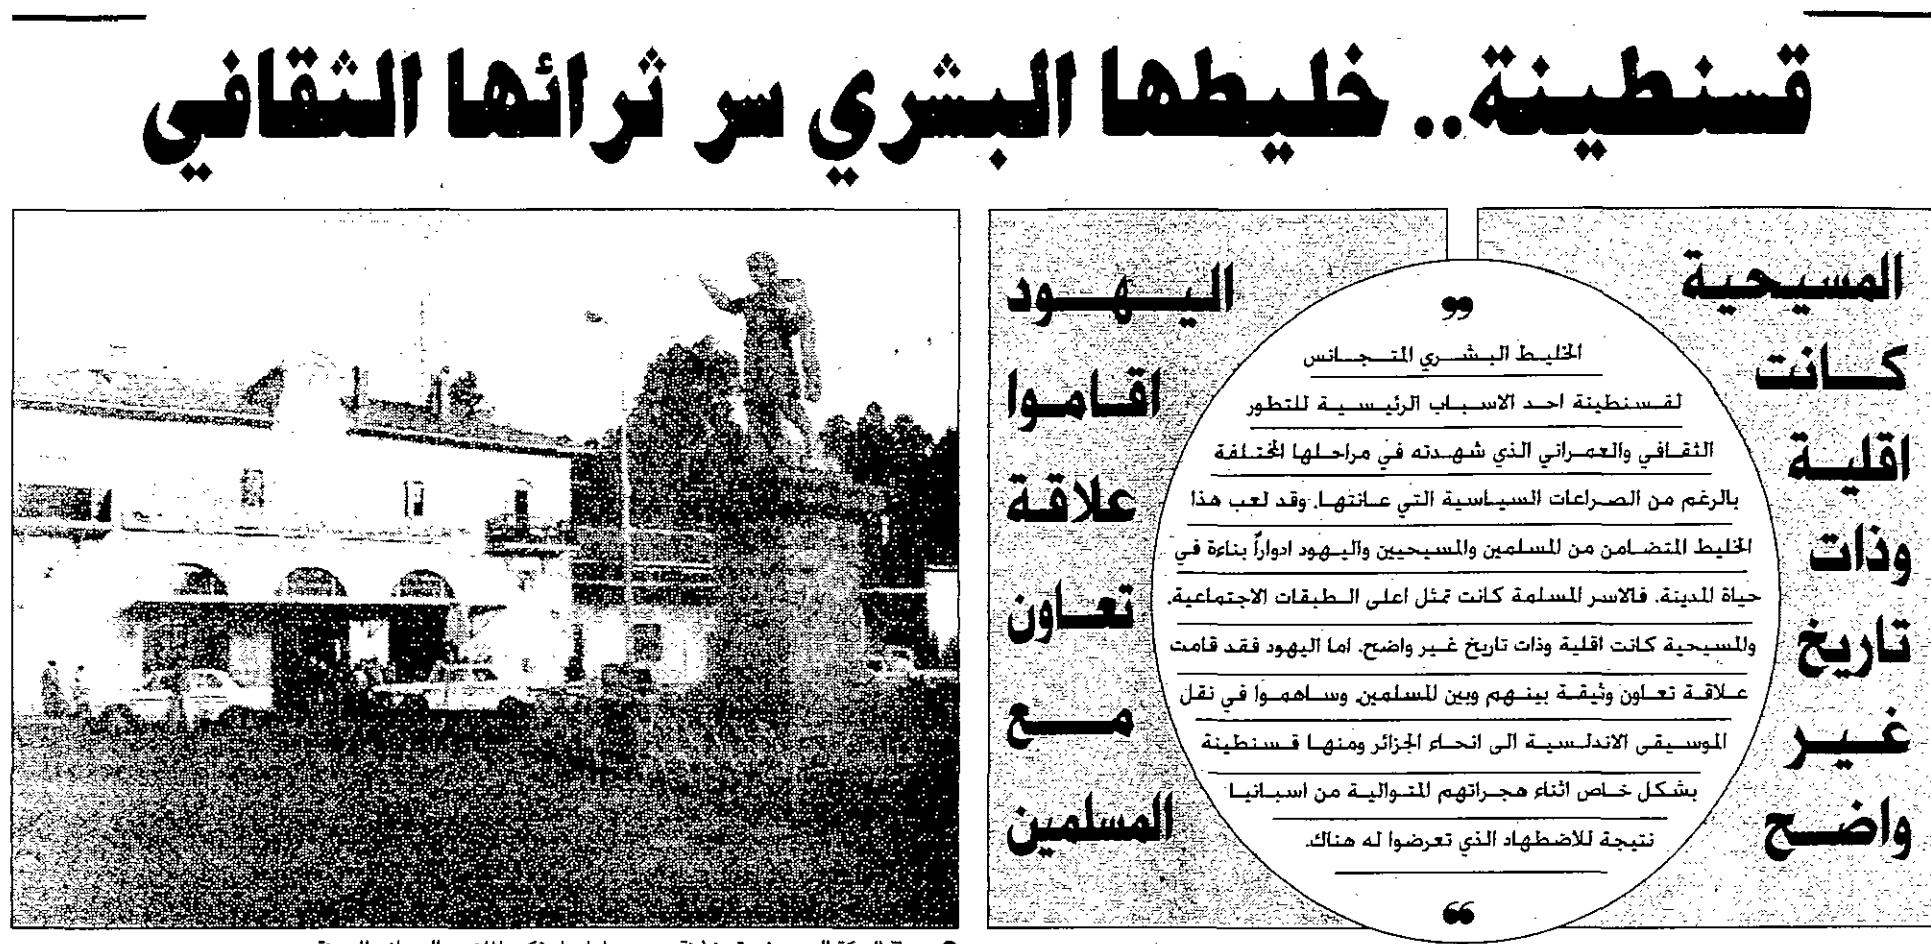 قسنطينة.. خليطها البشري سر ثرائها الثقافي
المسيحية
كانت
اقلية
وذات
تاريخ
غير
واضح
الخليط البشري المتجانس
لقسنطينة احد الاسباب الرئيسية للتطور
الثقافي والعمراني الذي شهدته في مراحلها المختلفة
بالرغم من الصراعات السياسية التي عانتها. وقد لعب هذا
الخليط المتضامن من المسلمين والمسيحيين واليهود ادواراً بناءة في
حياة المدينة. فالاسر المسلمة كانت تمثل اعلى الطبقات الاجتماعية.
والمسيحية كانت اقلية وذات تاريخ غير واضح. اما اليهود فقد قامت
علاقة تعاون وثيقة بينهم وبين المسلمين. وساهموا في نقل
الموسيقى الاندلسية الى انحاء الجزائر ومنها قسنطينة
بشكل خاص اثناء هجراتهم المتوالية من اسبانيا
نتيجة للاضطهاد الذي تعرضوا له هناك.
اليهود
اقاموا
علاقة
تعاون
مع
المسلمين